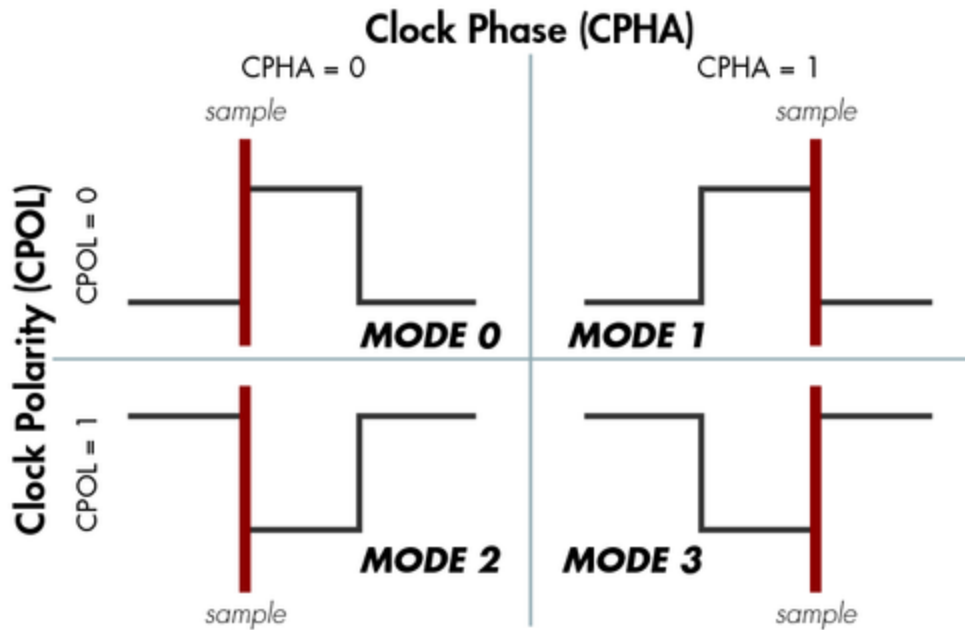 Clock Phase (CPHA)
CPHA = 0
CPHA = 1
sample
sample
Clock Polarity (CPOL)
CPOL = 0
MODE 0
MODE 1
CPOL = 1
MODE 2
MODE 3
sample
sample